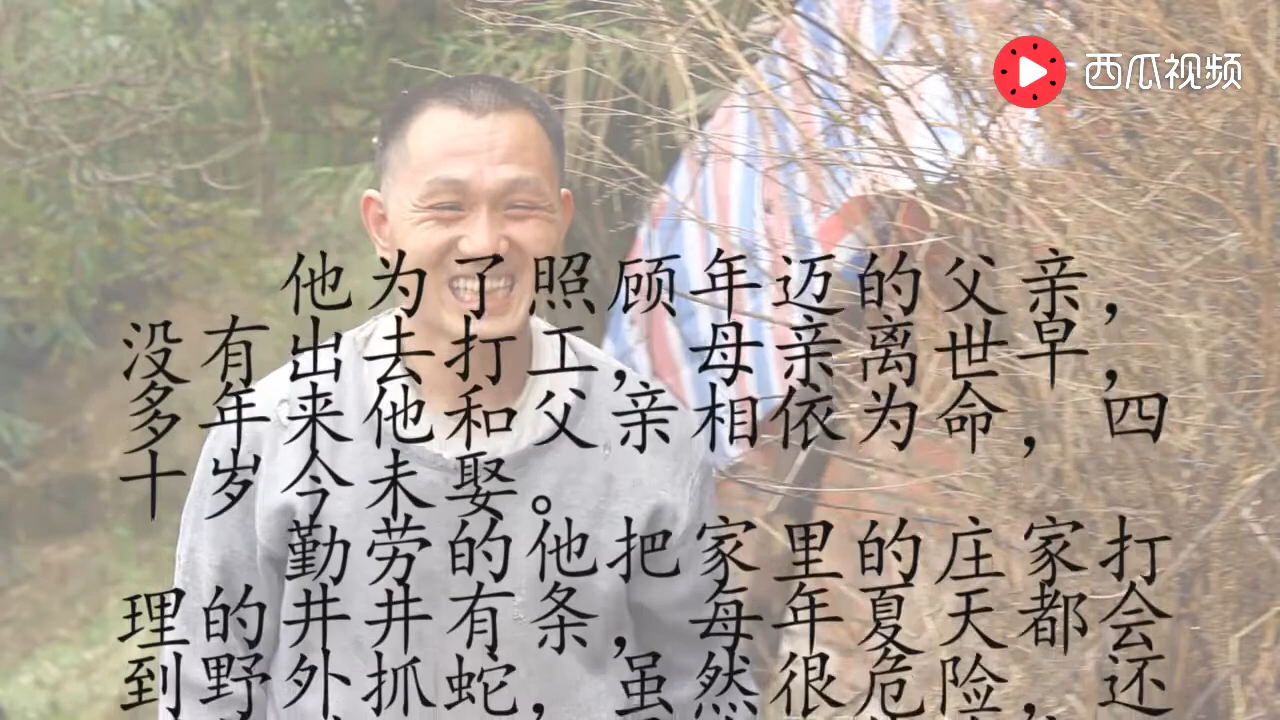 西瓜视频
他为了照顾年迈的父亲，
没有出去打工，母亲离世早，
多年来他和父亲相依为命，四
十岁今未娶。
勤劳的他把家里的庄家打
理的井井有条，每年夏天都会
到野外抓蛇，虽然很危险，还